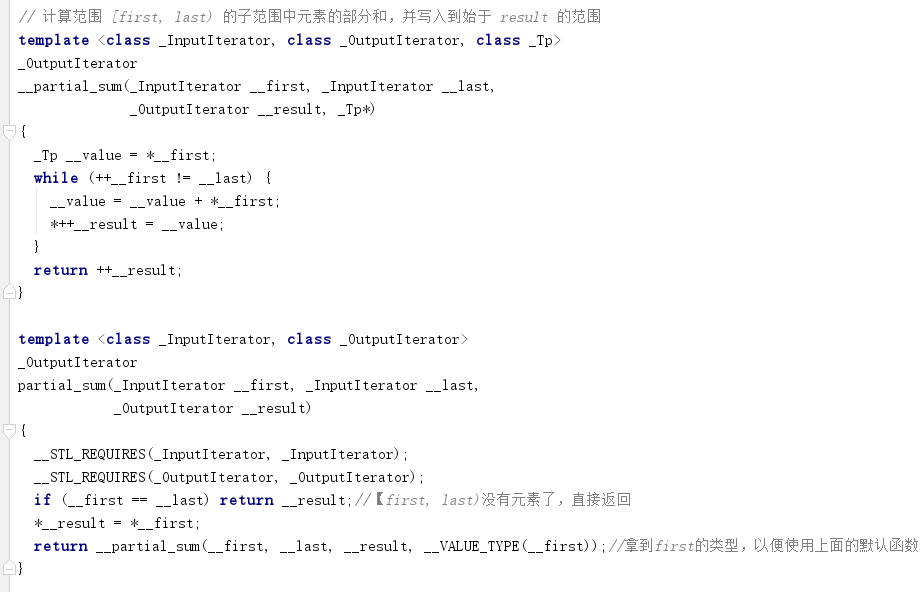 // 计算范围 [first, last) 的子范围中元素的部分和，并写入到始于 result 的范围
template <class _InputIterator, class _OutputIterator, class _Tp>
_OutputIterator
__partial_sum(_InputIterator __first, _InputIterator __last,
_OutputIterator __result, _Tp*)
{
_Tp __value = *__first;
while (++__first != __last) {
__value = __value + *__first;
*++__result = __value;
}
return ++__result;
}
template <class _InputIterator, class _OutputIterator>
_OutputIterator
partial_sum(_InputIterator __first, _InputIterator __last,
_OutputIterator __result)
{
__STL_REQUIRES(_InputIterator, _InputIterator);
__STL_REQUIRES(_OutputIterator, _OutputIterator);
if (__first == __last) return __result;//【first, last)没有元素了，直接返回
*__result = *__first;
return __partial_sum(__first, __last, __result, __VALUE_TYPE(__first));//拿到first的类型，以便使用上面的默认函数
}